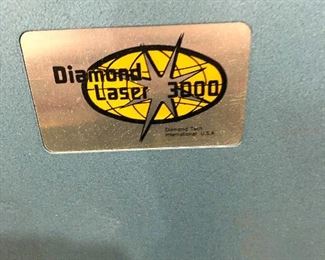 Diamond
Laser 3000
Diamond Tech
International U.S.A.